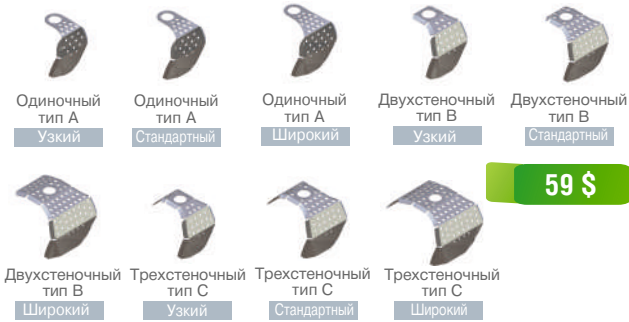 Одиночный
тип A
Узкий
Одиночный
тип A
Стандартный
Одиночный
тип A
Широкий
Двухстеночный
тип B
Узкий
Двухстеночный
тип B
Стандартный
59 $
Двухстеночный
тип B
Широкий
Трехстеночный
тип C
Узкий
Трехстеночный
тип C
Стандартный
Трехстеночный
тип C
Широкий